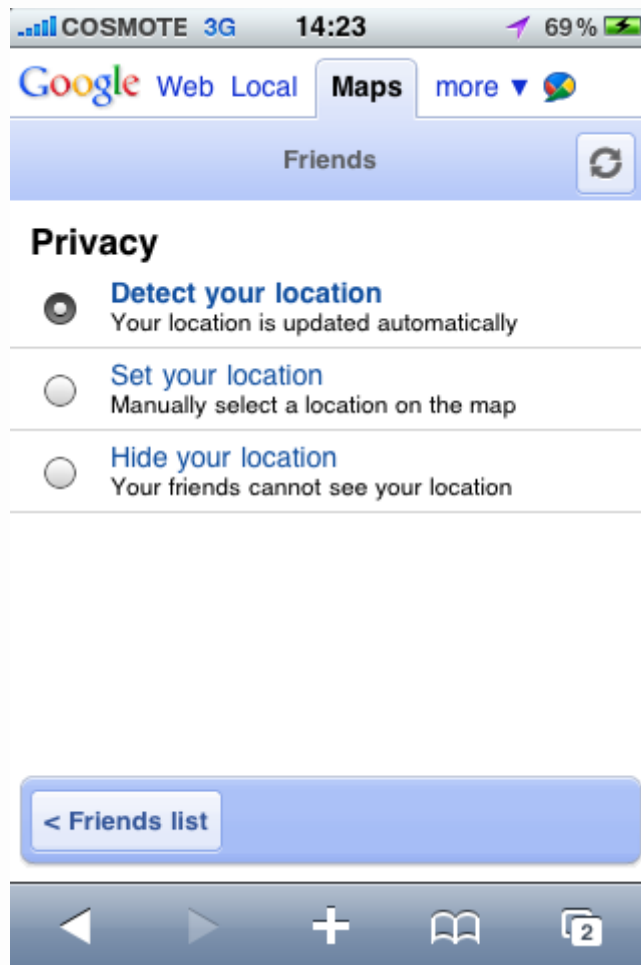 COSMOTE 3G 14:23 69%
Google Web Local Maps more ▼
Friends
Privacy
Detect your location
Your location is updated automatically
Set your location
Manually select a location on the map
Hide your location
Your friends cannot see your location
< Friends list
2